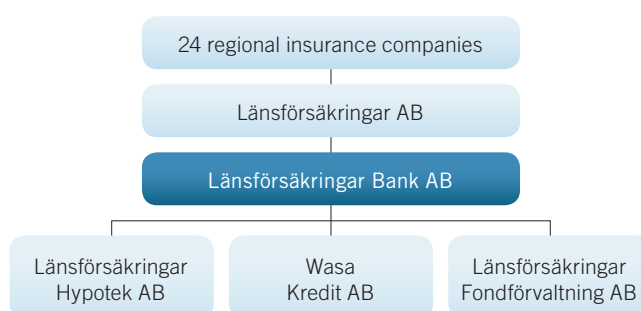 24 regional insurance companies
Länsförsäkringar AB
Länsförsäkringar Bank AB
Länsförsäkringar
Hypotek AB
Wasa
Kredit AB
Länsförsäkringar
Fondförvaltning AB